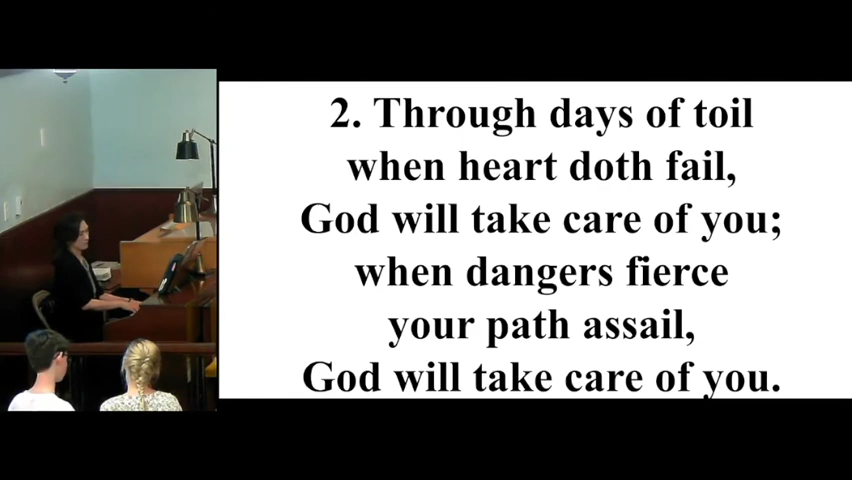 2. Through days of toil
when heart doth fail,
God will take care of you;
when dangers fierce
your path assail,
God will take care of you.